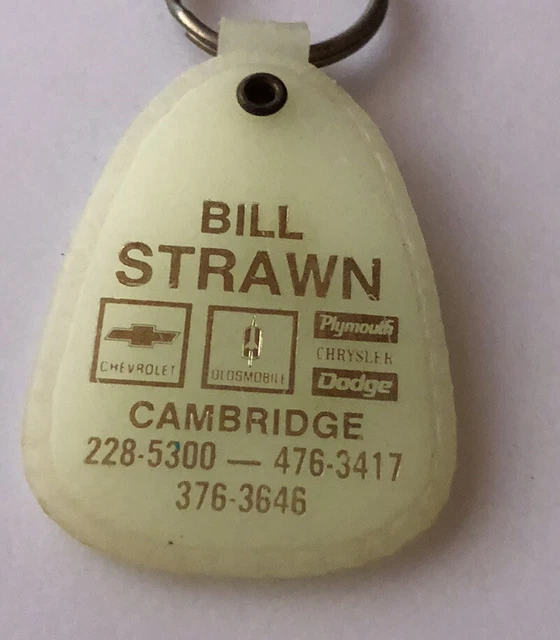 BILL
STRAWN
CHEVROLET
OLDSMOBILE
Plymouth
CHRYSLER
Dodge
CAMBRIDGE
228-5300 — 476-3417
376-3646